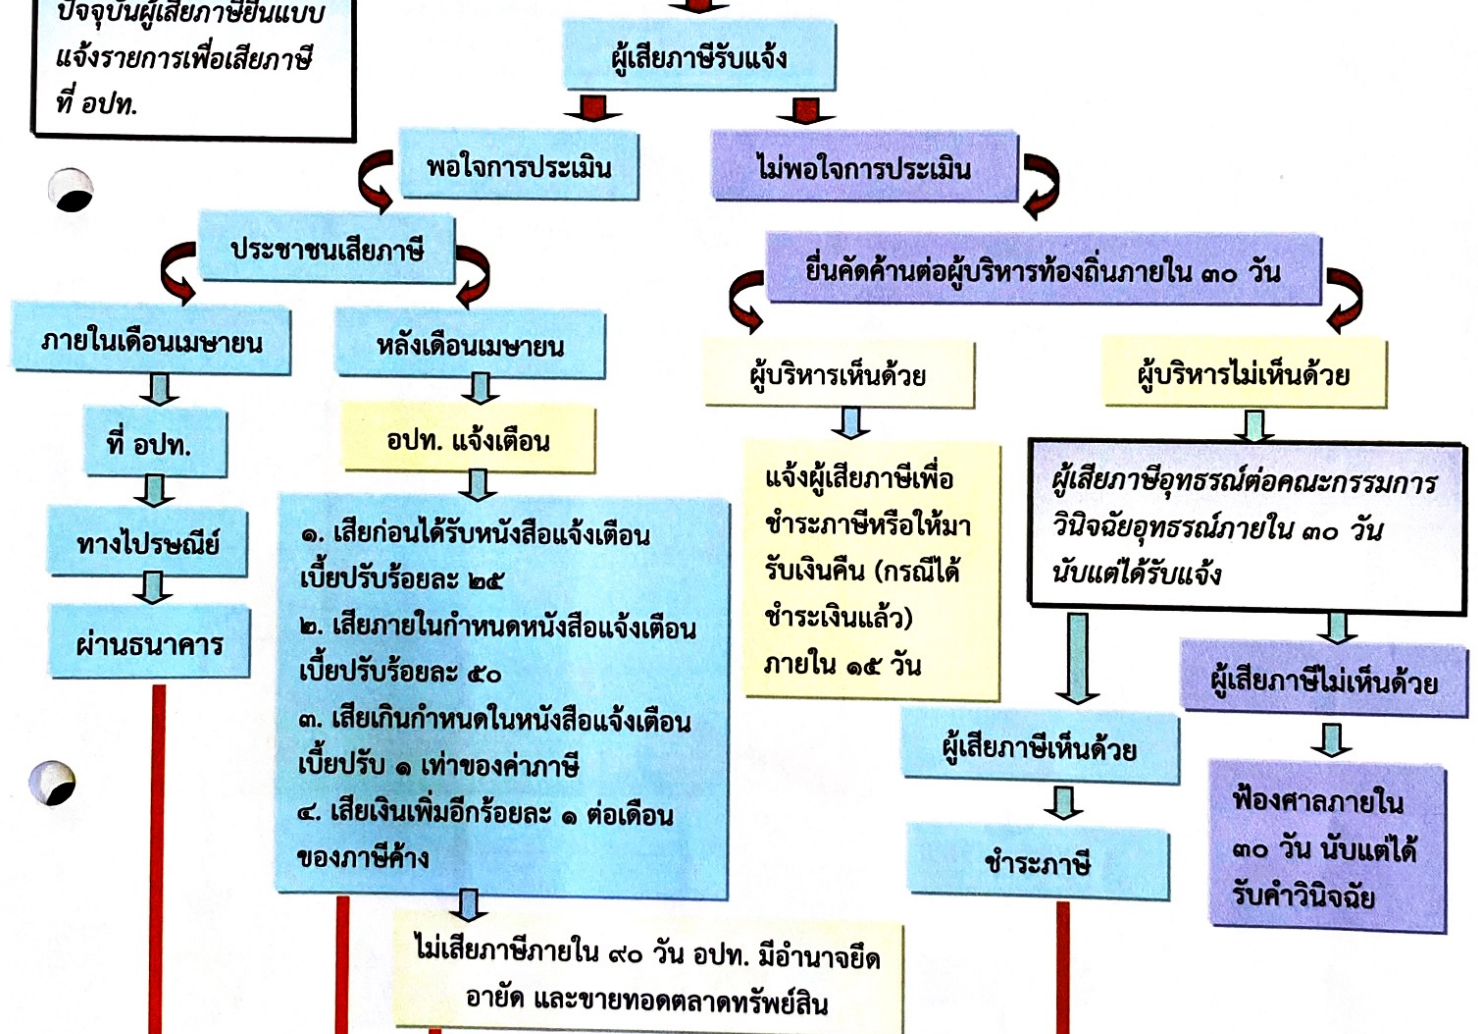 ปัจจุบันผู้เสียภาษียื่นแบบ
แจ้งรายการเพื่อเสียภาษี
ที่ อปท.
ผู้เสียภาษีรับแจ้ง
พอใจการประเมิน
ไม่พอใจการประเมิน
ประชาชนเสียภาษี
ยื่นคัดค้านต่อผู้บริหารท้องถิ่นภายใน ๓๐ วัน
ภายในเดือนเมษายน
หลังเดือนเมษายน
ผู้บริหารเห็นด้วย
ผู้บริหารไม่เห็นด้วย
ที่ อปท.
อปท. แจ้งเตือน
ทางไปรษณีย์
ผ่านธนาคาร
๑. เสียก่อนได้รับหนังสือแจ้งเตือน
เบี้ยปรับร้อยละ ๒๕
๒. เสียภายในกำหนดหนังสือแจ้งเตือน
เบี้ยปรับร้อยละ ๕๐
๓. เสียเกินกำหนดในหนังสือแจ้งเตือน
เบี้ยปรับ ๑ เท่าของค่าภาษี
๔. เสียเงินเพิ่มอีกร้อยละ ๑ ต่อเดือน
ของภาษีค้าง
ไม่เสียภาษีภายใน ๙๐ วัน อปท. มีอำนาจยึด
อายัด และขายทอดตลาดทรัพย์สิน
แจ้งผู้เสียภาษีเพื่อ
ชำระภาษีหรือให้มา
รับเงินคืน (กรณีได้
ชำระเงินแล้ว)
ภายใน ๑๕ วัน
ผู้เสียภาษีอุทธรณ์ต่อคณะกรรมการ
วินิจฉัยอุทธรณ์ภายใน ๓๐ วัน
นับแต่ได้รับแจ้ง
ผู้เสียภาษีเห็นด้วย
ชำระภาษี
ผู้เสียภาษีไม่เห็นด้วย
ฟ้องศาลภายใน
๓๐ วัน นับแต่ได้
รับคำวินิจฉัย